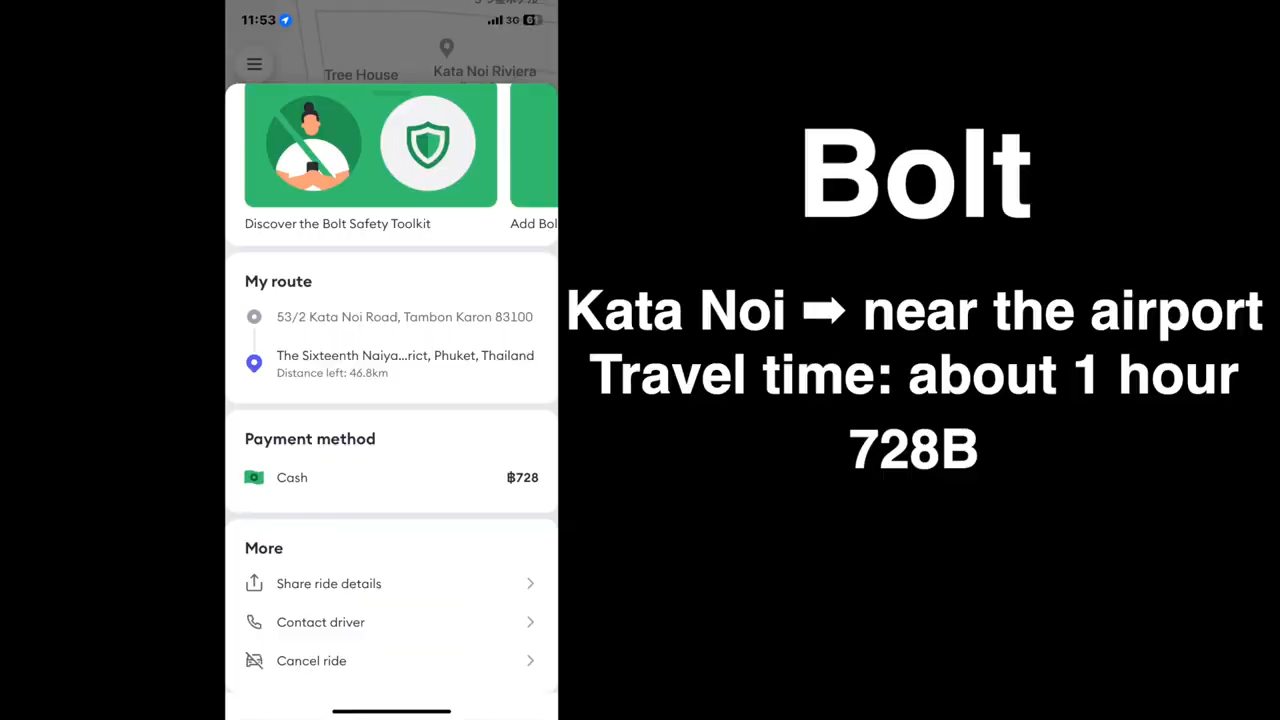 11:53
3G 61
Tree House
Kata Noi Riviera
Discover the Bolt Safety Toolkit
Add Bol
My route
53/2 Kata Noi Road, Tambon Karon 83100
The Sixteenth Naiya...rict, Phuket, Thailand
Distance left: 46.8km
Payment method
Cash
฿728
More
Share ride details
Contact driver
Cancel ride
Bolt
Kata Noi ➡ near the airport
Travel time: about 1 hour
728B